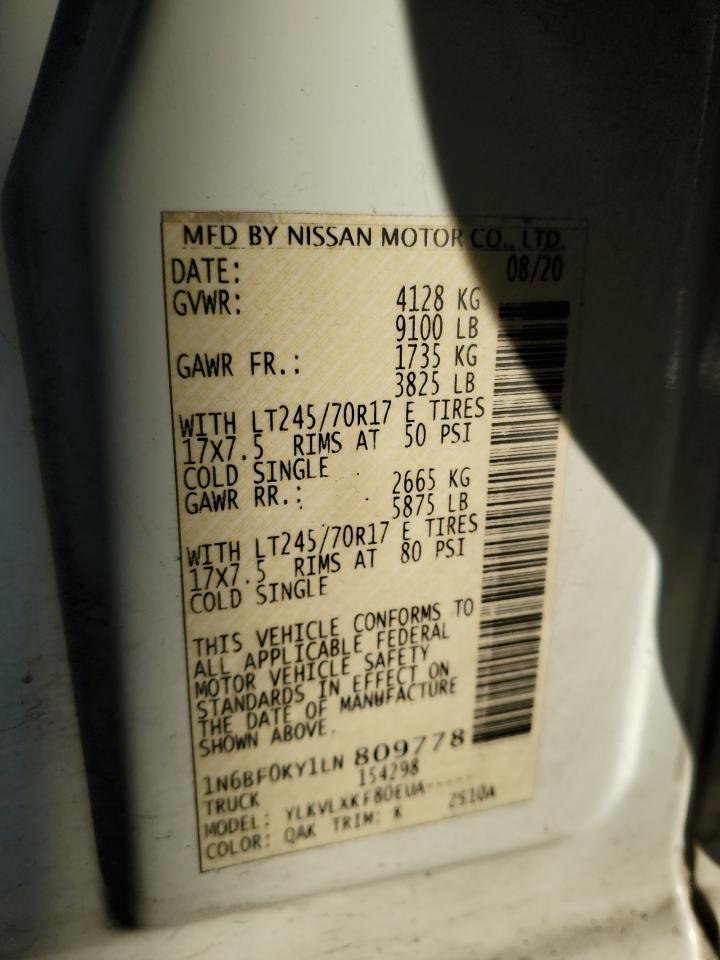 MFD BY NISSAN MOTOR CO., LTD.
DATE: 08/20
GVWR: 4128 KG
9100 LB
GAWR FR.: 1735 KG
3825 LB
WITH LT245/70R17 E TIRES
17X7.5 RIMS AT 50 PSI
COLD SINGLE
GAWR RR.: 2665 KG
5875 LB
WITH LT245/70R17 E TIRES
17X7.5 RIMS AT 80 PSI
COLD SINGLE
THIS VEHICLE CONFORMS TO
ALL APPLICABLE FEDERAL
MOTOR VEHICLE SAFETY
STANDARDS IN EFFECT ON
THE DATE OF MANUFACTURE
SHOWN ABOVE.
1N6BF0KY1LN 809778
TRUCK 154298
MODEL: YLKVLXKF80EUA-----
COLOR: QAK TRIM: K 2510A